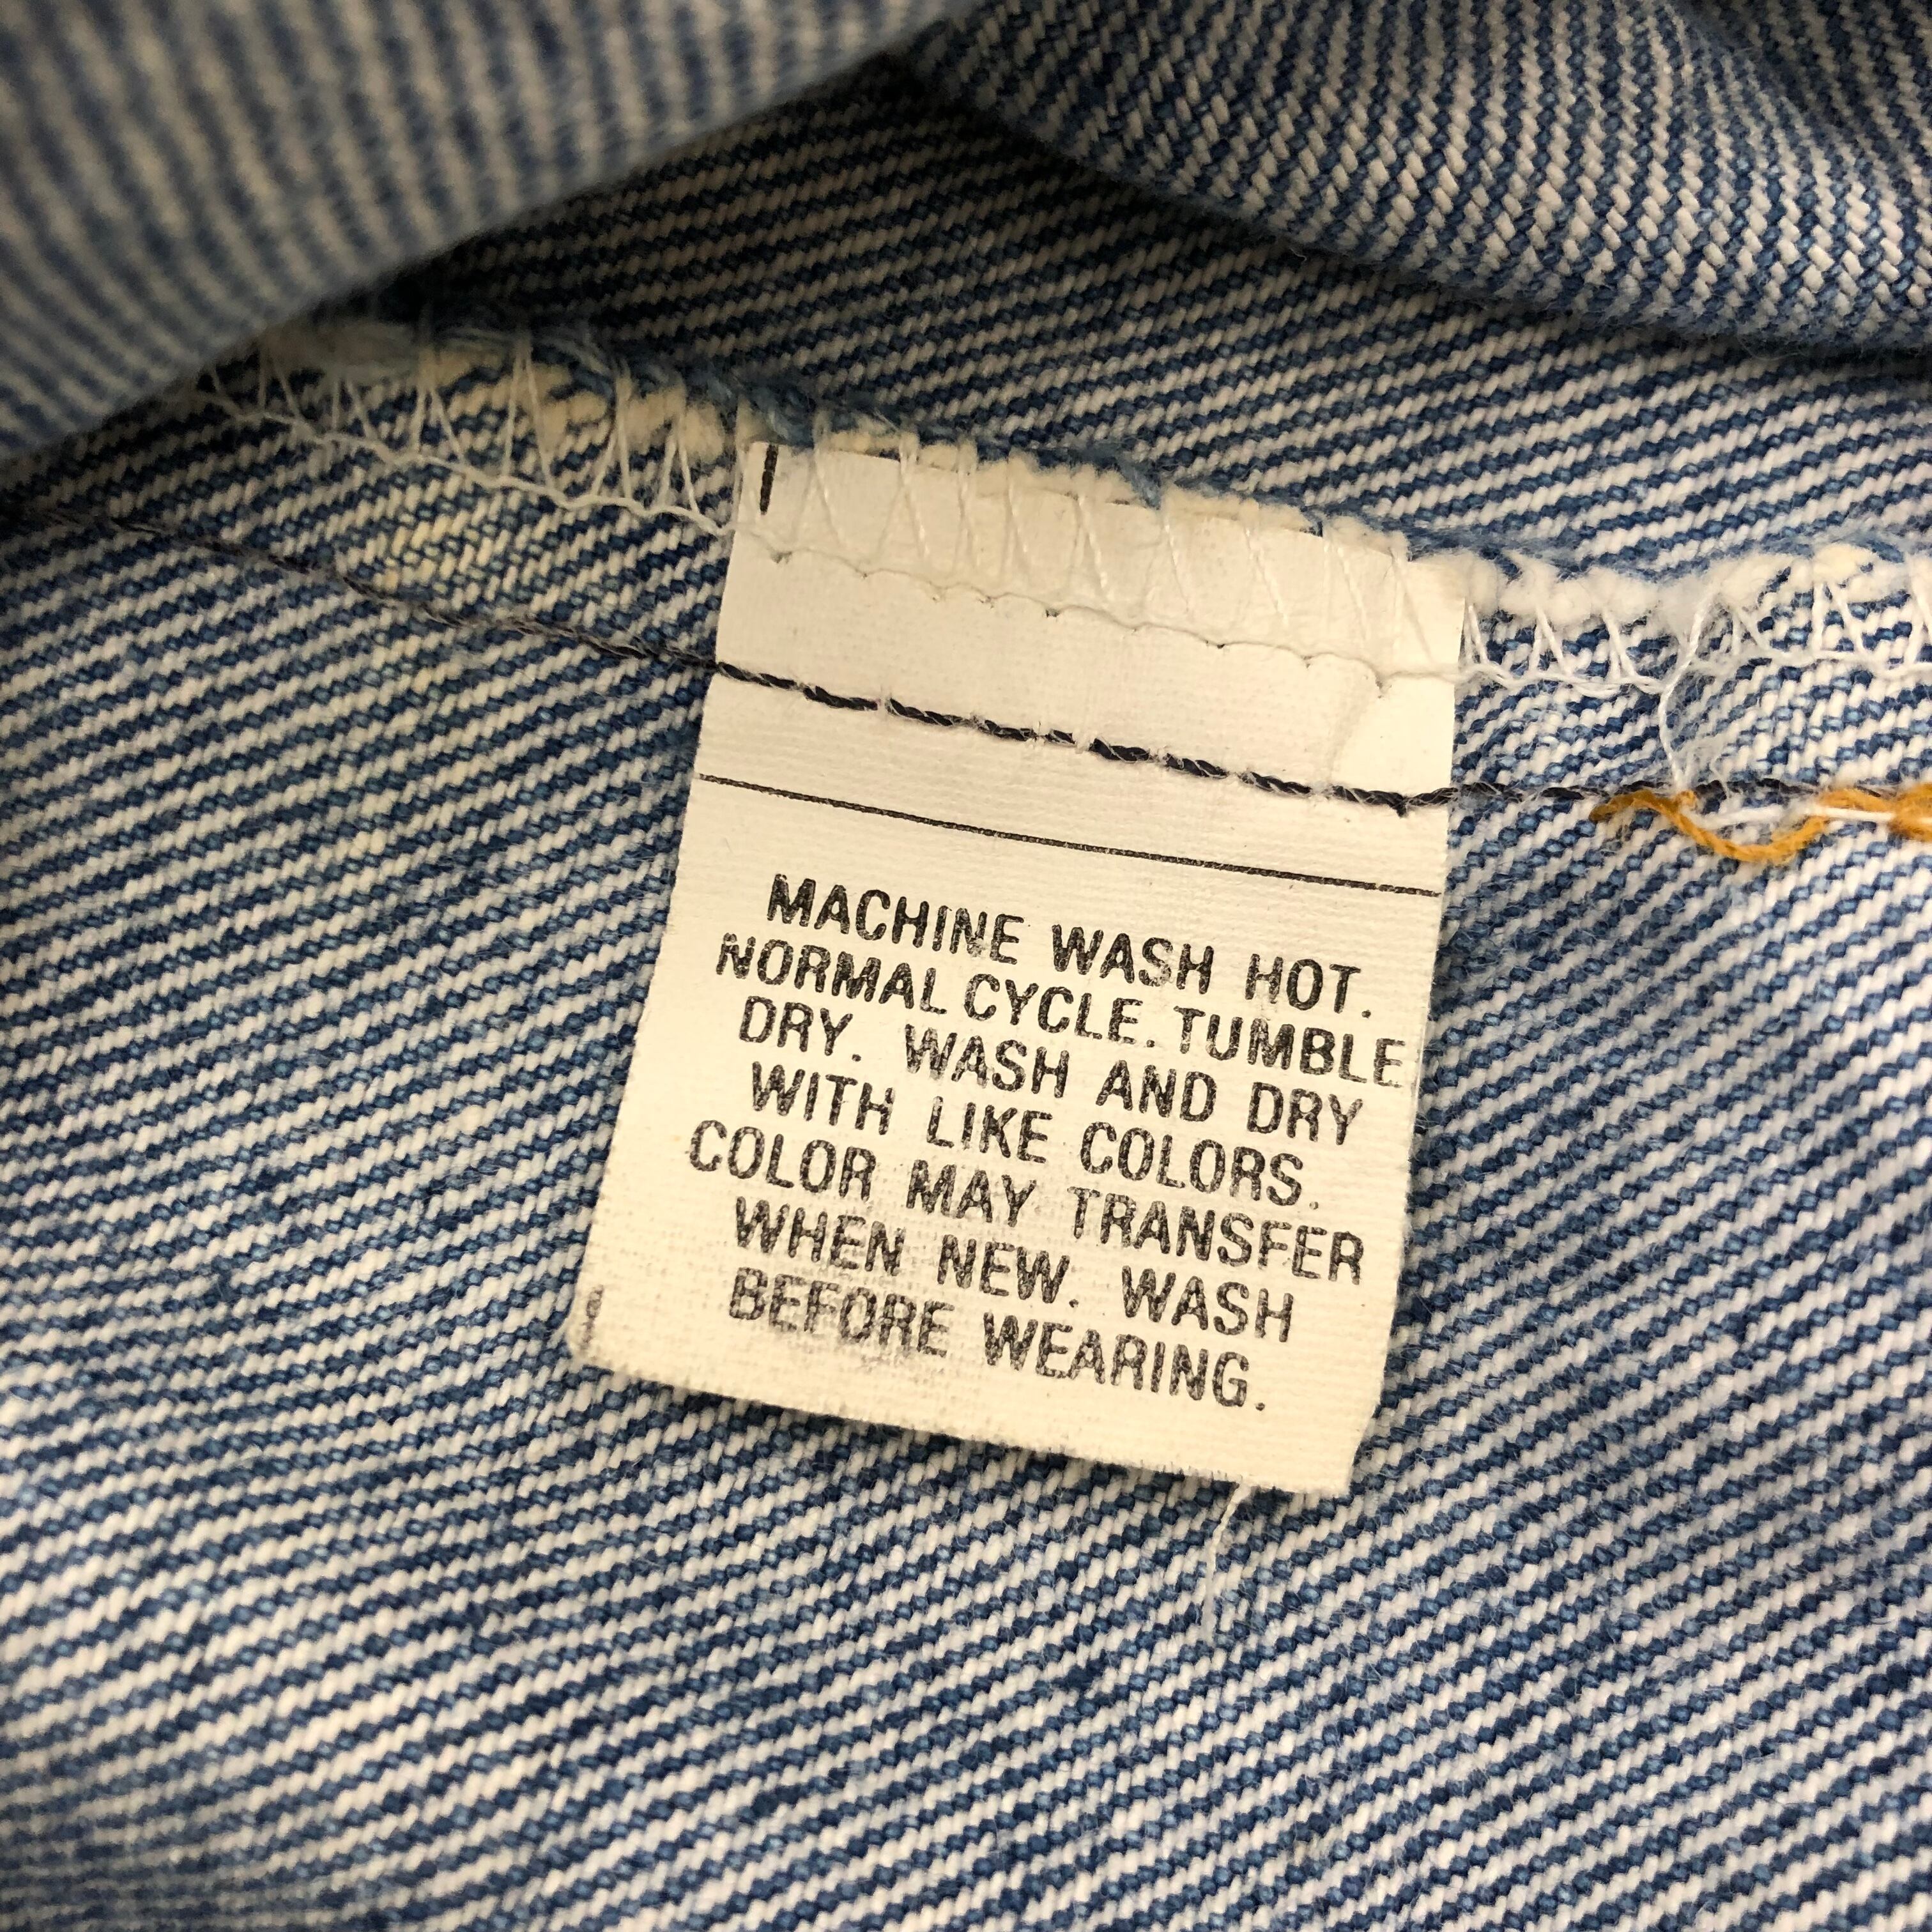 MACHINE WASH HOT.
NORMAL CYCLE. TUMBLE
DRY. WASH AND DRY
WITH LIKE COLORS.
COLOR MAY TRANSFER
WHEN NEW. WASH
BEFORE WEARING.